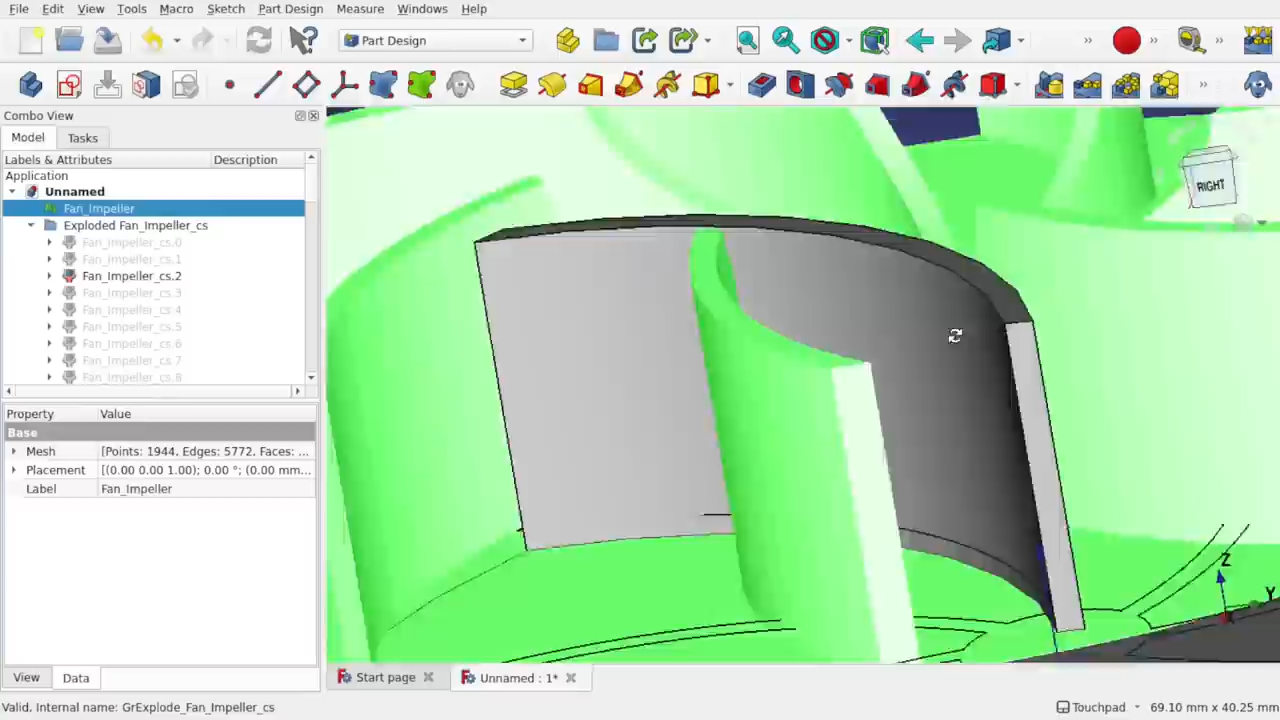 File Edit View Tools Macro Sketch Part Design Measure Windows Help
Part Design
Combo View
Model Tasks
Labels & Attributes Description
Application
Unnamed
Fan_Impeller
Exploded Fan_Impeller_cs
Fan_Impeller_cs.0
Fan_Impeller_cs.1
Fan_Impeller_cs.2
Fan_Impeller_cs.3
Fan_Impeller_cs.4
Fan_Impeller_cs.5
Fan_Impeller_cs.6
Fan_Impeller_cs.7
Fan_Impeller_cs.8
Property Value
Base
Mesh [Points: 1944, Edges: 5772, Faces: ...
Placement [(0.00 0.00 1.00); 0.00 °; (0.00 mm...
Label Fan_Impeller
RIGHT
Z
Y
View Data
Start page Unnamed : 1*
Valid, Internal name: GrExplode_Fan_Impeller_cs
Touchpad 69.10 mm x 40.25 mm